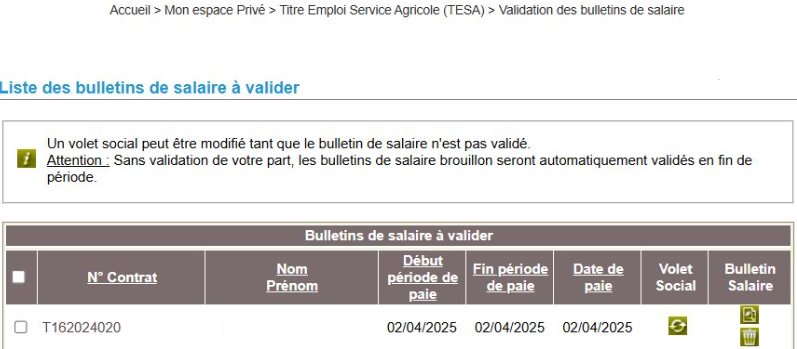 Accueil > Mon espace Privé > Titre Emploi Service Agricole (TESA) > Validation des bulletins de salaire
Liste des bulletins de salaire à valider
Un volet social peut être modifié tant que le bulletin de salaire n'est pas validé.
Attention : Sans validation de votre part, les bulletins de salaire brouillon seront automatiquement validés en fin de
période.
Bulletins de salaire à valider
N° Contrat
Nom
Prénom
Début
période de
paie
Fin période
de paie
Date de
paie
Volet
Social
Bulletin
Salaire
T162024020
02/04/2025
02/04/2025
02/04/2025